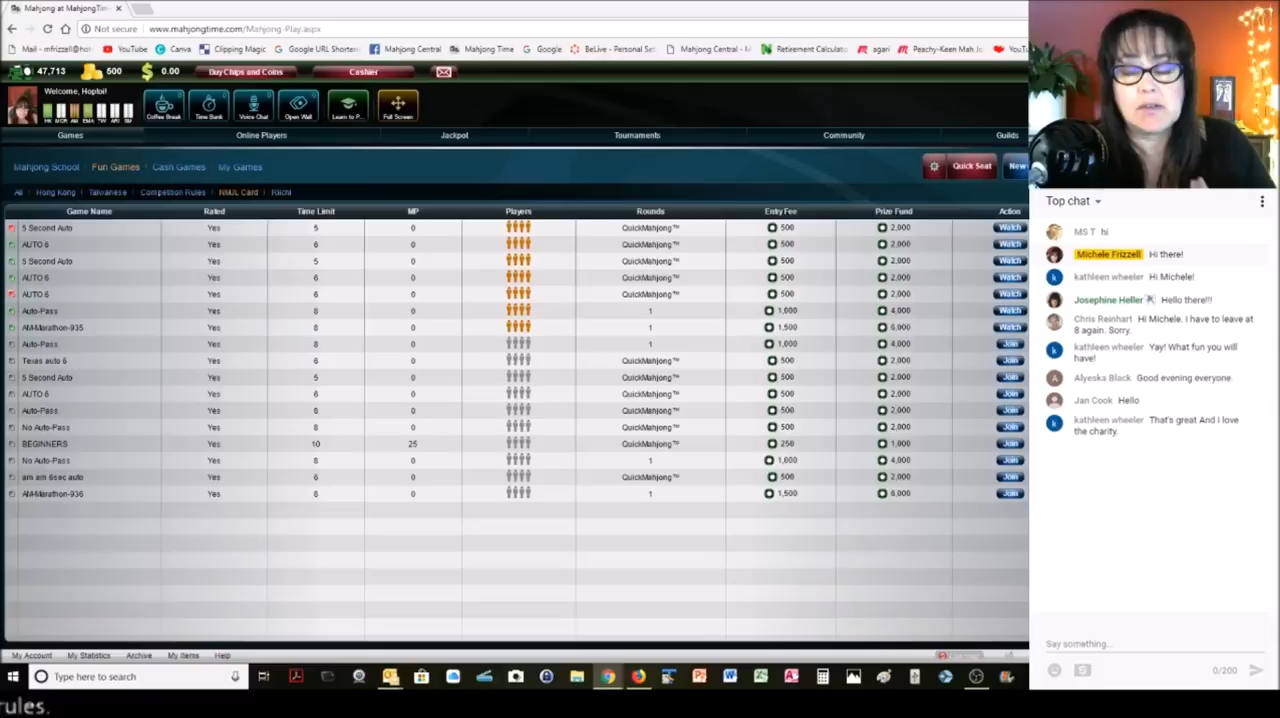 Mahjong at MahjongTime
Not secure www.mahjongtime.com/Mahjong-Play.aspx
YouTube Canva Clipping Magic Google URL Shorten Mahjong Central Mahjong Time Google BeLive - Personal Set Mahjong Central - M Retirement Calculato agari Peachy-Keen Mah Jo YouTu
47,713 500 0.00 Buy Chips and Coins Cashier
Welcome, Hoptoi!
Coffee Break Time Bank Voice Chat Open Wall Learn to P... Full Screen
Games Online Players Jackpot Tournaments Community Guilds
Mahjong School Fun Games Cash Games My Games Quick Seat New
All Hong Kong Taiwanese Competition Rules NMJL Card Riichi
Game Name Rated Time Limit MP Players Rounds Entry Fee Prize Fund Action
5 Second Auto Yes 5 0 QuickMahjong™ 500 2,000 Watch
AUTO 6 Yes 6 0 QuickMahjong™ 500 2,000 Watch
5 Second Auto Yes 5 0 QuickMahjong™ 500 2,000 Watch
AUTO 6 Yes 6 0 QuickMahjong™ 500 2,000 Watch
AUTO 6 Yes 6 0 QuickMahjong™ 500 2,000 Watch
Auto-Pass Yes 8 0 1 1,000 4,000 Watch
AM-Marathon-935 Yes 8 0 1 1,500 6,000 Watch
Auto-Pass Yes 8 0 1 1,000 4,000 Join
Texas auto 6 Yes 6 0 QuickMahjong™ 500 2,000 Join
5 Second Auto Yes 5 0 QuickMahjong™ 500 2,000 Join
AUTO 6 Yes 6 0 QuickMahjong™ 500 2,000 Join
Auto-Pass Yes 8 0 QuickMahjong™ 500 2,000 Join
No Auto-Pass Yes 8 0 QuickMahjong™ 500 2,000 Join
BEGINNERS Yes 10 25 QuickMahjong™ 250 1,000 Join
No Auto-Pass Yes 8 0 1 1,000 4,000 Join
am am 6sec auto Yes 6 0 QuickMahjong™ 500 2,000 Join
AM-Marathon-936 Yes 8 0 1 1,500 6,000 Join
My Account My Statistics Archive My Items Help
Type here to search
rules.
Top chat
MS T hi
Michele Frizzell Hi there!
kathleen wheeler Hi Michele!
Josephine Heller Hello there!!!
Chris Reinhart Hi Michele. I have to leave at
8 again. Sorry.
kathleen wheeler Yay! What fun you will
have!
Alyeska Black Good evening everyone.
Jan Cook Hello
kathleen wheeler That's great And I love
the charity.
Say something...
0/200